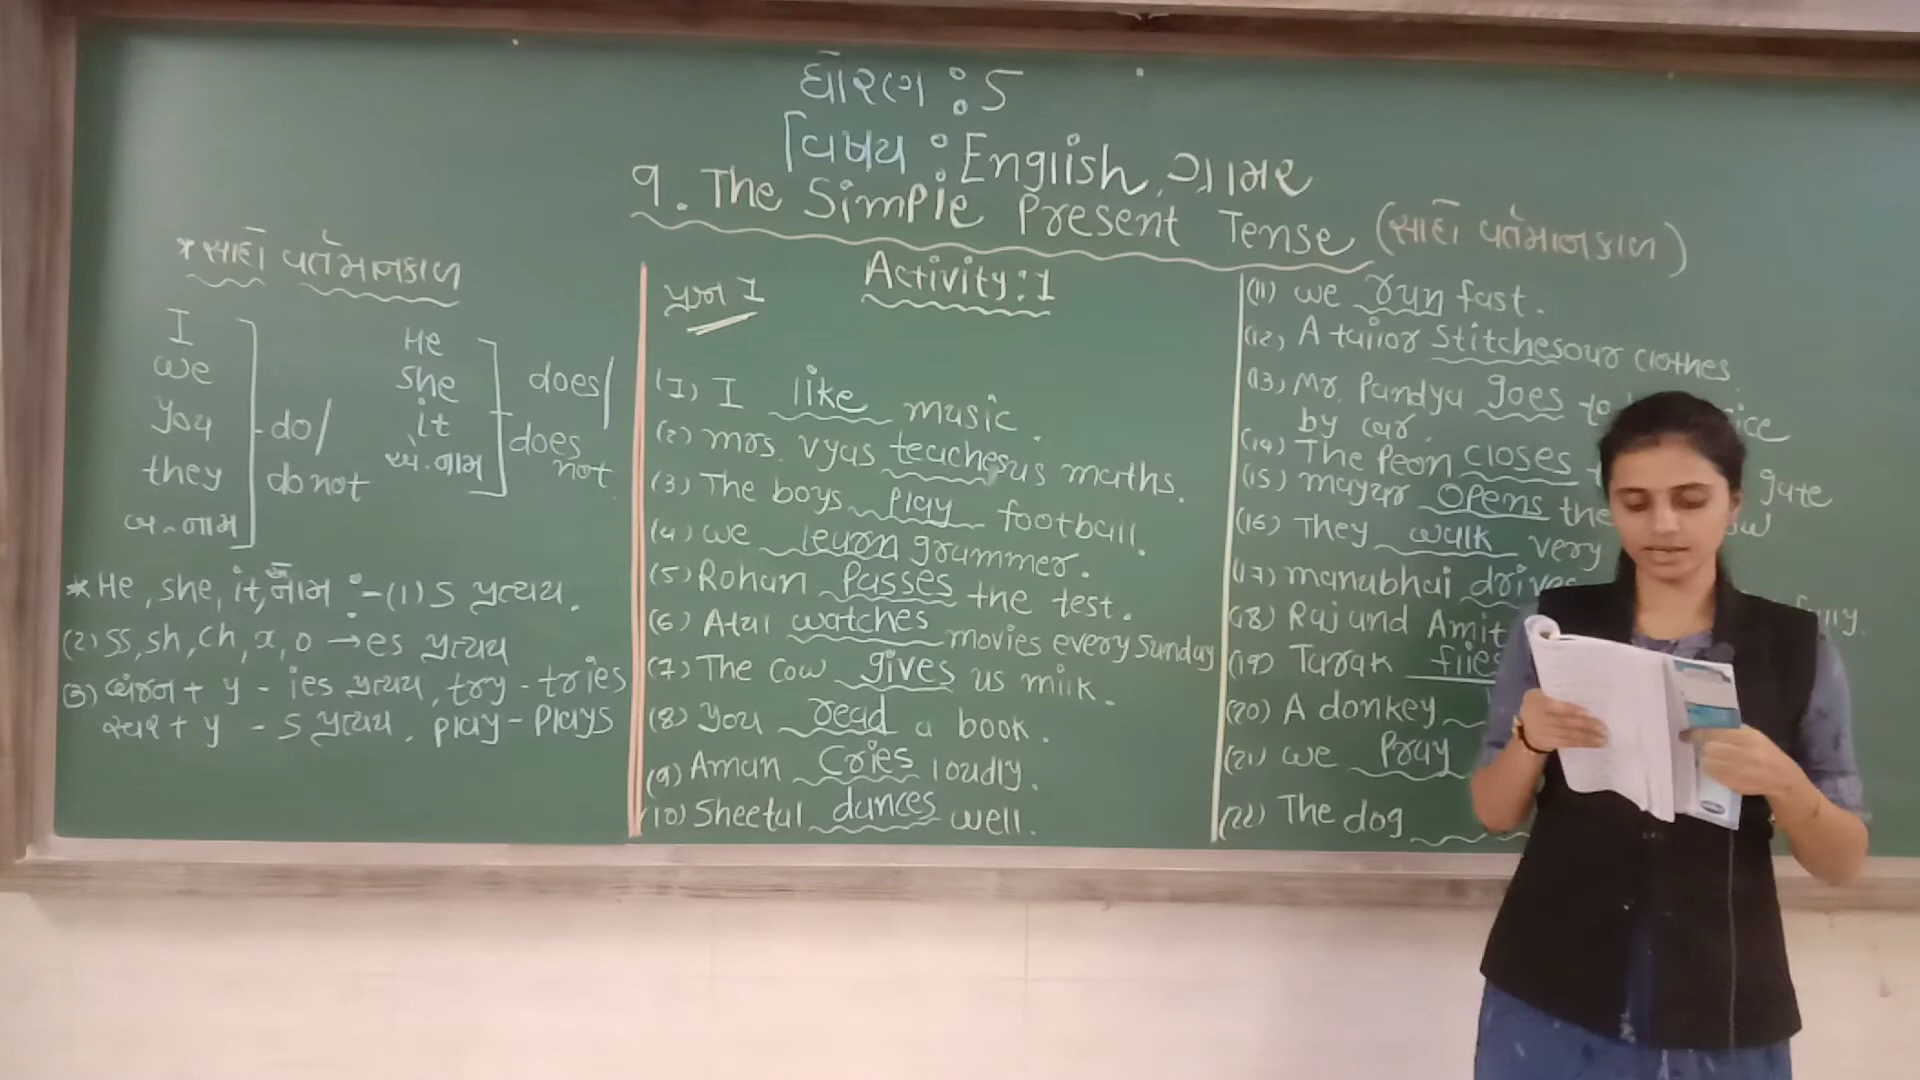 ધોરણ : 5
વિષય : English, ગ્રામર
9. The Simple Present Tense (સાદો વર્તમાનકાળ)
* સાદો વર્તમાનકાળ
I
we
you
they
બ.નામ
do/
do not
He
She
it
એ.નામ
does/
does
not
* He, she, it, એ.નામ :- (1) s પ્રત્યય.
(2) ss, sh, ch, x, o → es પ્રત્યય
(3) વ્યંજન + y - ies પ્રત્યય, try - tries
સ્વર + y - s પ્રત્યય. play - plays
પ્રશ્ન 1
Activity : 1
(1) I like music.
(2) mrs. vyas teaches us maths.
(3) The boys play football.
(4) we learn grammer.
(5) Rohan passes the test.
(6) Atul watches movies every Sunday
(7) The cow gives us milk.
(8) you read a book.
(9) Aman cries loudly.
(10) Sheetal dances well.
(11) we run fast.
(12) A tailor stitches our clothes.
(13) Mr. Pandya goes to
by car.
(14) The Peon closes gate
(15) mayur opens the
(16) They walk very
(17) manubhai
(18) Raj and Amit
(19) Tarak flies
(20) A donkey
(21) we Pray
(22) The dog